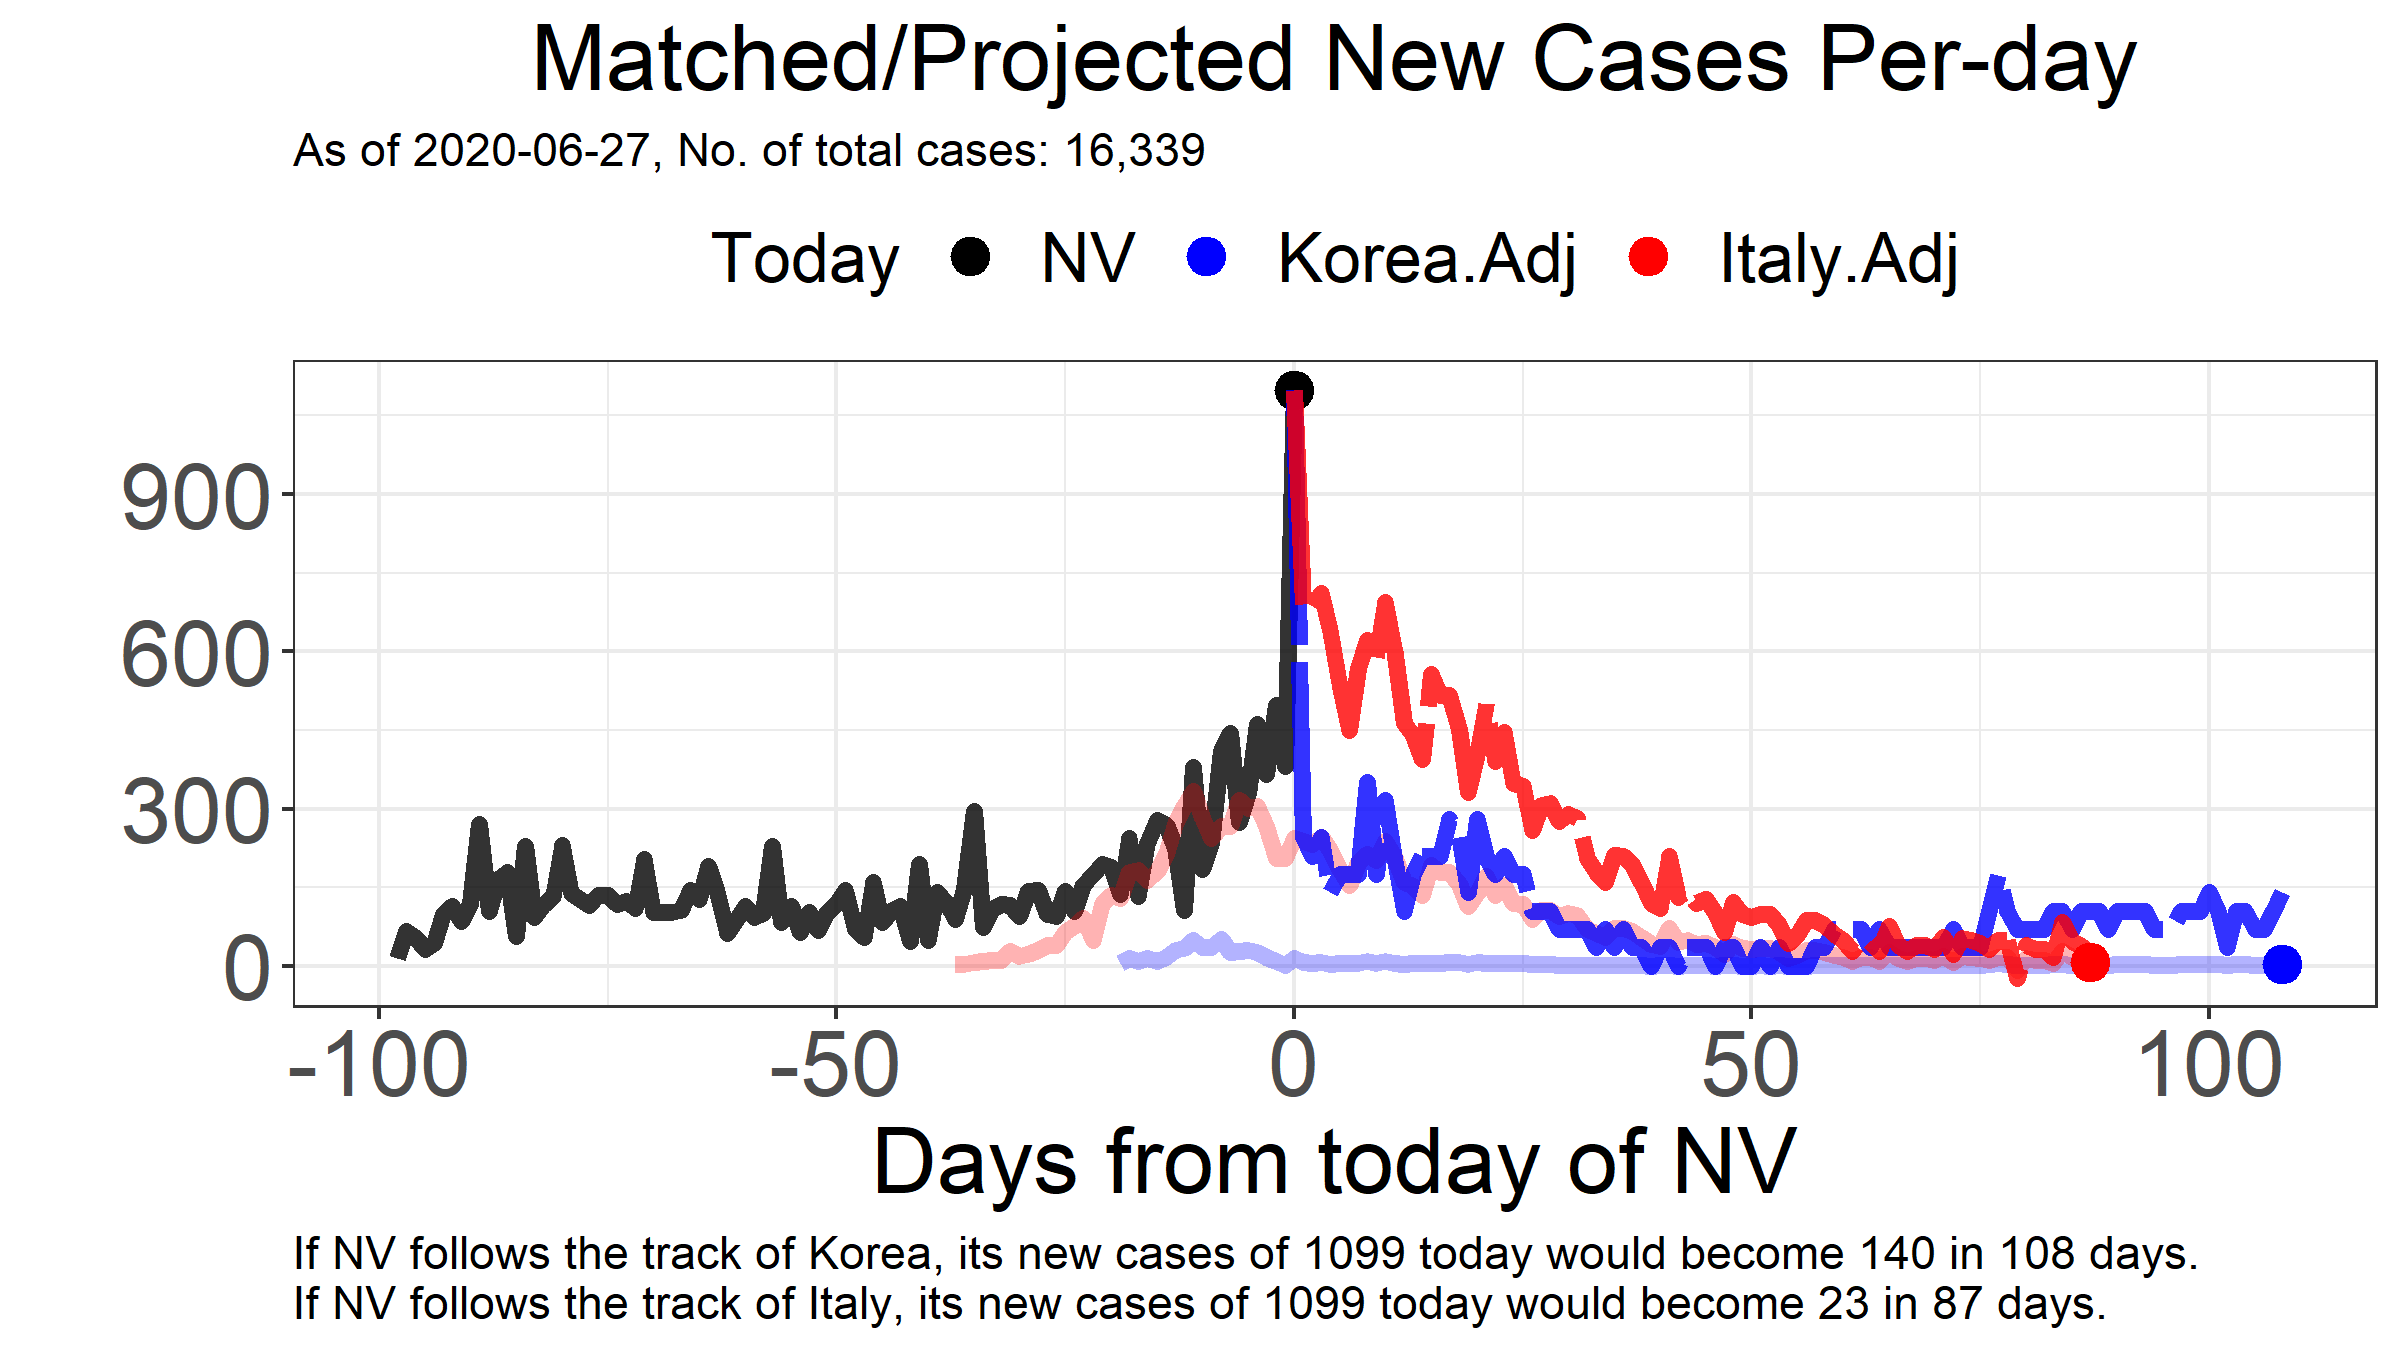 Matched/Projected New Cases Per-day
As of 2020-06-27, No. of total cases: 16,339
Today NV Korea.Adj Italy.Adj
900
600
300
0
-100 -50 0 50 100
Days from today of NV
If NV follows the track of Korea, its new cases of 1099 today would become 140 in 108 days.
If NV follows the track of Italy, its new cases of 1099 today would become 23 in 87 days.